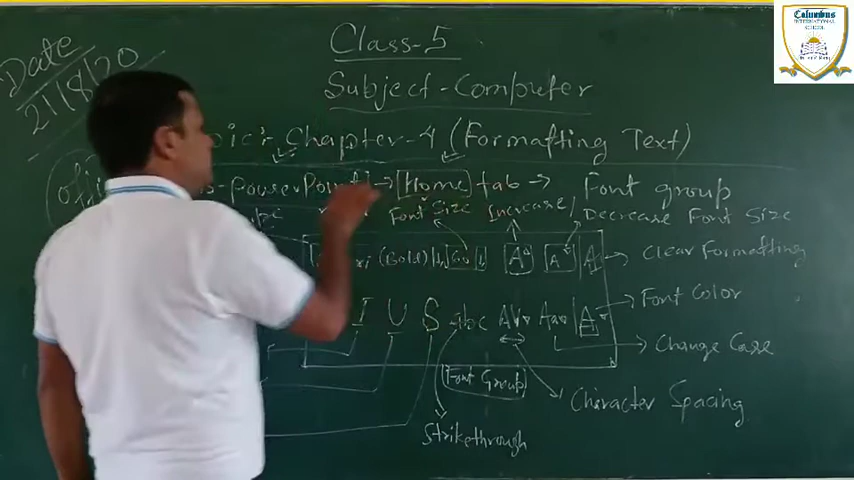 Columbus
INTERNATIONAL
SCHOOL
Date
21/8/20
Class-5
Subject-Computer
Chapter-4 (Formatting Text)
Home tab → Font group
Font Size Increase/Decrease Font Size
(Bold) A A A Clear Formatting
I U S abc AV Aa A Font Color
Change Case
Font Group
Character Spacing
Strikethrough